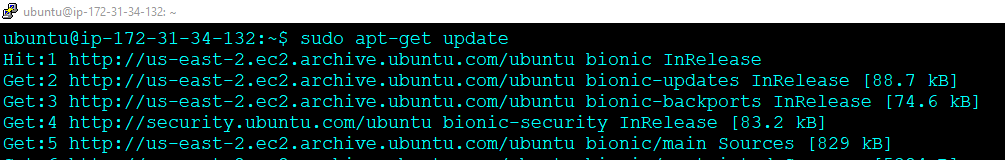 ubuntu@ip-172-31-34-132: ~
ubuntu@ip-172-31-34-132:~$ sudo apt-get update
Hit:1 http://us-east-2.ec2.archive.ubuntu.com/ubuntu bionic InRelease
Get:2 http://us-east-2.ec2.archive.ubuntu.com/ubuntu bionic-updates InRelease [88.7 kB]
Get:3 http://us-east-2.ec2.archive.ubuntu.com/ubuntu bionic-backports InRelease [74.6 kB]
Get:4 http://security.ubuntu.com/ubuntu bionic-security InRelease [83.2 kB]
Get:5 http://us-east-2.ec2.archive.ubuntu.com/ubuntu bionic/main Sources [829 kB]